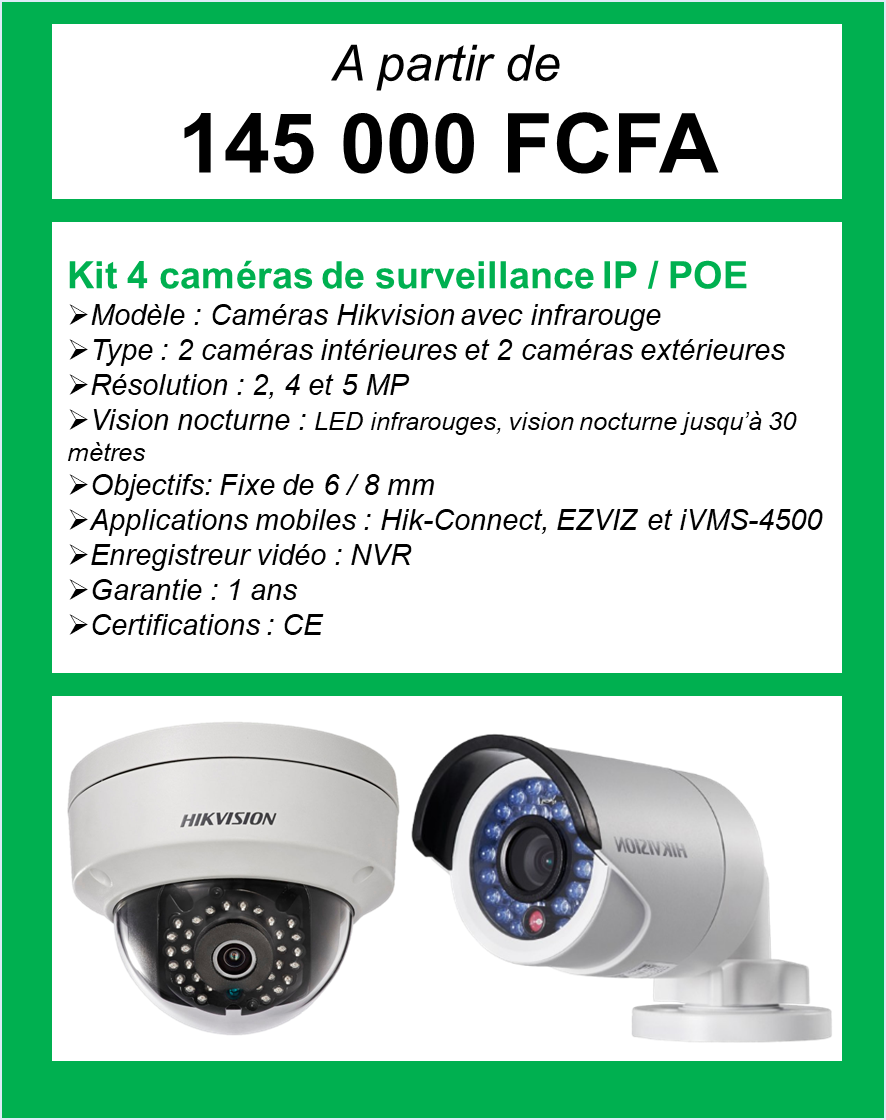 A partir de
145 000 FCFA
Kit 4 caméras de surveillance IP / POE
➢Modèle : Caméras Hikvision avec infrarouge
➢Type : 2 caméras intérieures et 2 caméras extérieures
➢Résolution : 2, 4 et 5 MP
➢Vision nocturne : LED infrarouges, vision nocturne jusqu’à 30
mètres
➢Objectifs: Fixe de 6 / 8 mm
➢Applications mobiles : Hik-Connect, EZVIZ et iVMS-4500
➢Enregistreur vidéo : NVR
➢Garantie : 1 ans
➢Certifications : CE
HIKVISION
HIKVISION